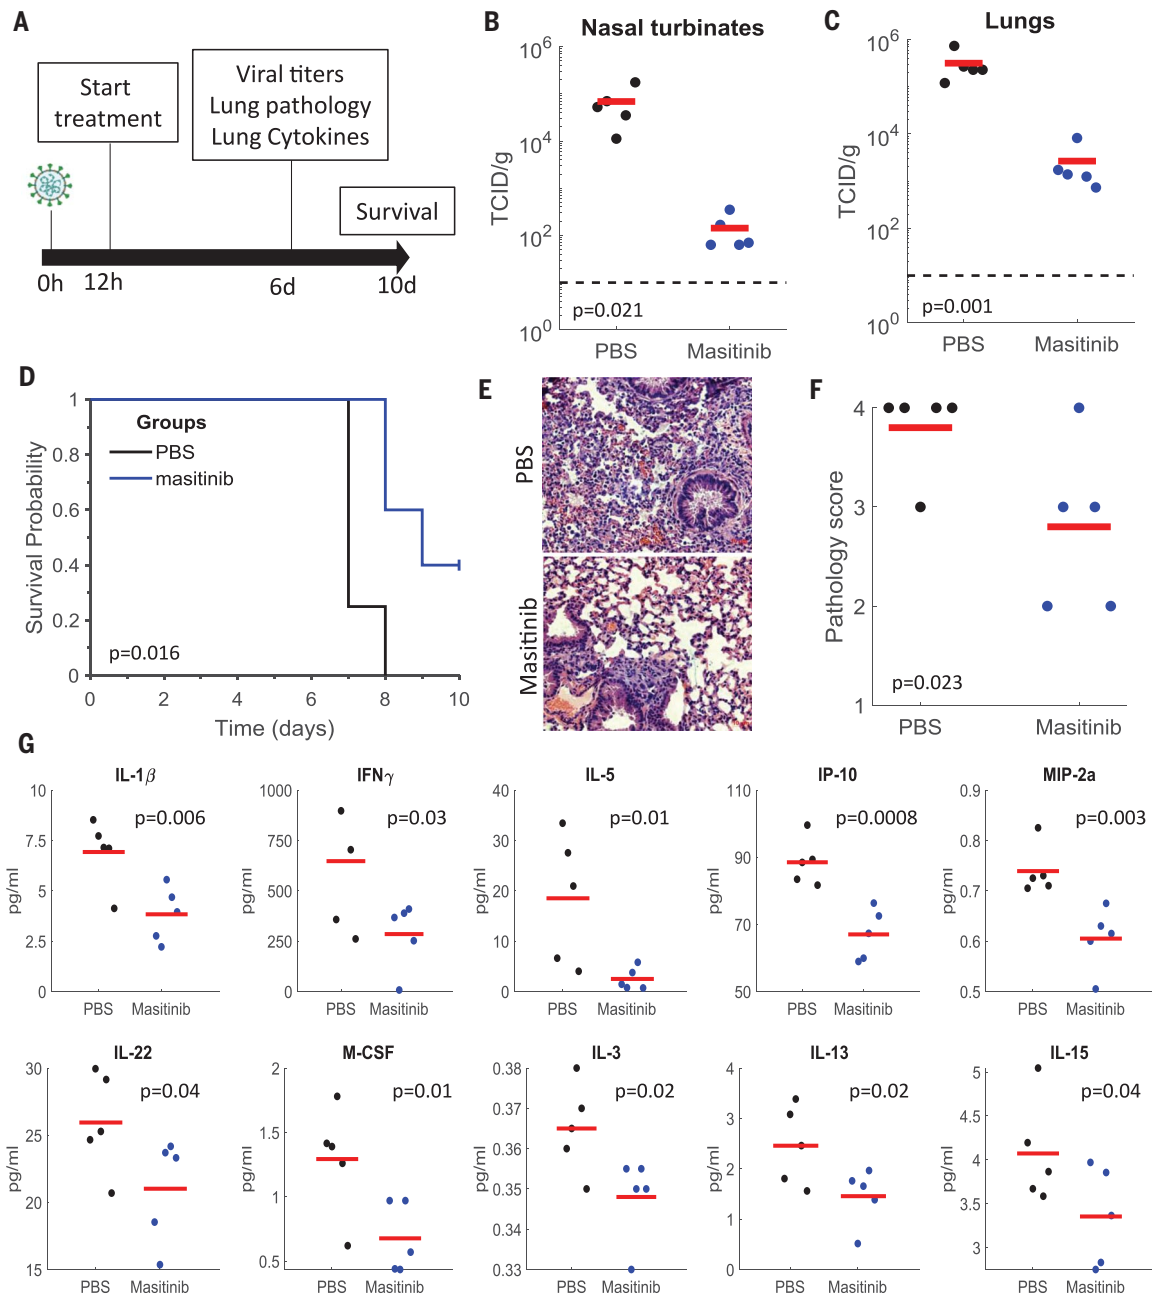 A
Start
treatment
Viral titers
Lung pathology
Lung Cytokines
Survival
0h
12h
6d
10d
B
Nasal turbinates
TCID/g
10^6
10^4
10^2
10^0
p=0.021
PBS
Masitinib
C
Lungs
TCID/g
10^6
10^4
10^2
10^0
p=0.001
PBS
Masitinib
D
Survival Probability
1
0.8
0.6
0.4
0.2
0
Groups
PBS
masitinib
p=0.016
0 2 4 6 8 10
Time (days)
E
PBS
Masitinib
F
Pathology score
4
3
2
1
p=0.023
PBS
Masitinib
G
IL-1β
pg/ml
10
7.5
5
2.5
0
p=0.006
PBS Masitinib
IFNγ
pg/ml
1000
750
500
250
0
p=0.03
PBS Masitinib
IL-5
pg/ml
40
30
20
10
0
p=0.01
PBS Masitinib
IP-10
pg/ml
110
90
70
50
p=0.0008
PBS Masitinib
MIP-2a
pg/ml
0.9
0.8
0.7
0.6
0.5
p=0.003
PBS Masitinib
IL-22
pg/ml
30
25
20
15
p=0.04
PBS Masitinib
M-CSF
pg/ml
2
1.5
1
0.5
p=0.01
PBS Masitinib
IL-3
pg/ml
0.38
0.37
0.36
0.35
0.34
0.33
p=0.02
PBS Masitinib
IL-13
pg/ml
4
3
2
1
0
p=0.02
PBS Masitinib
IL-15
pg/ml
5
4.5
4
3.5
3
p=0.04
PBS Masitinib